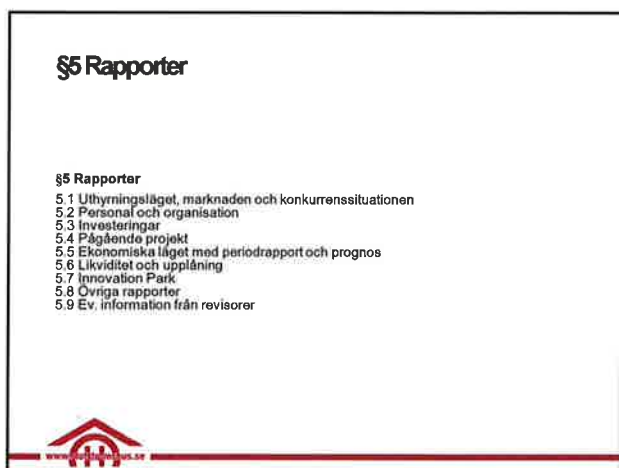 §5 Rapporter
§5 Rapporter
5.1 Uthyrningsläget, marknaden och konkurrenssituationen
5.2 Personal och organisation
5.3 Investeringar
5.4 Pågående projekt
5.5 Ekonomiska läget med periodrapport och prognos
5.6 Likviditet och upplåning
5.7 Innovation Park
5.8 Övriga rapporter
5.9 Ev. information från revisorer